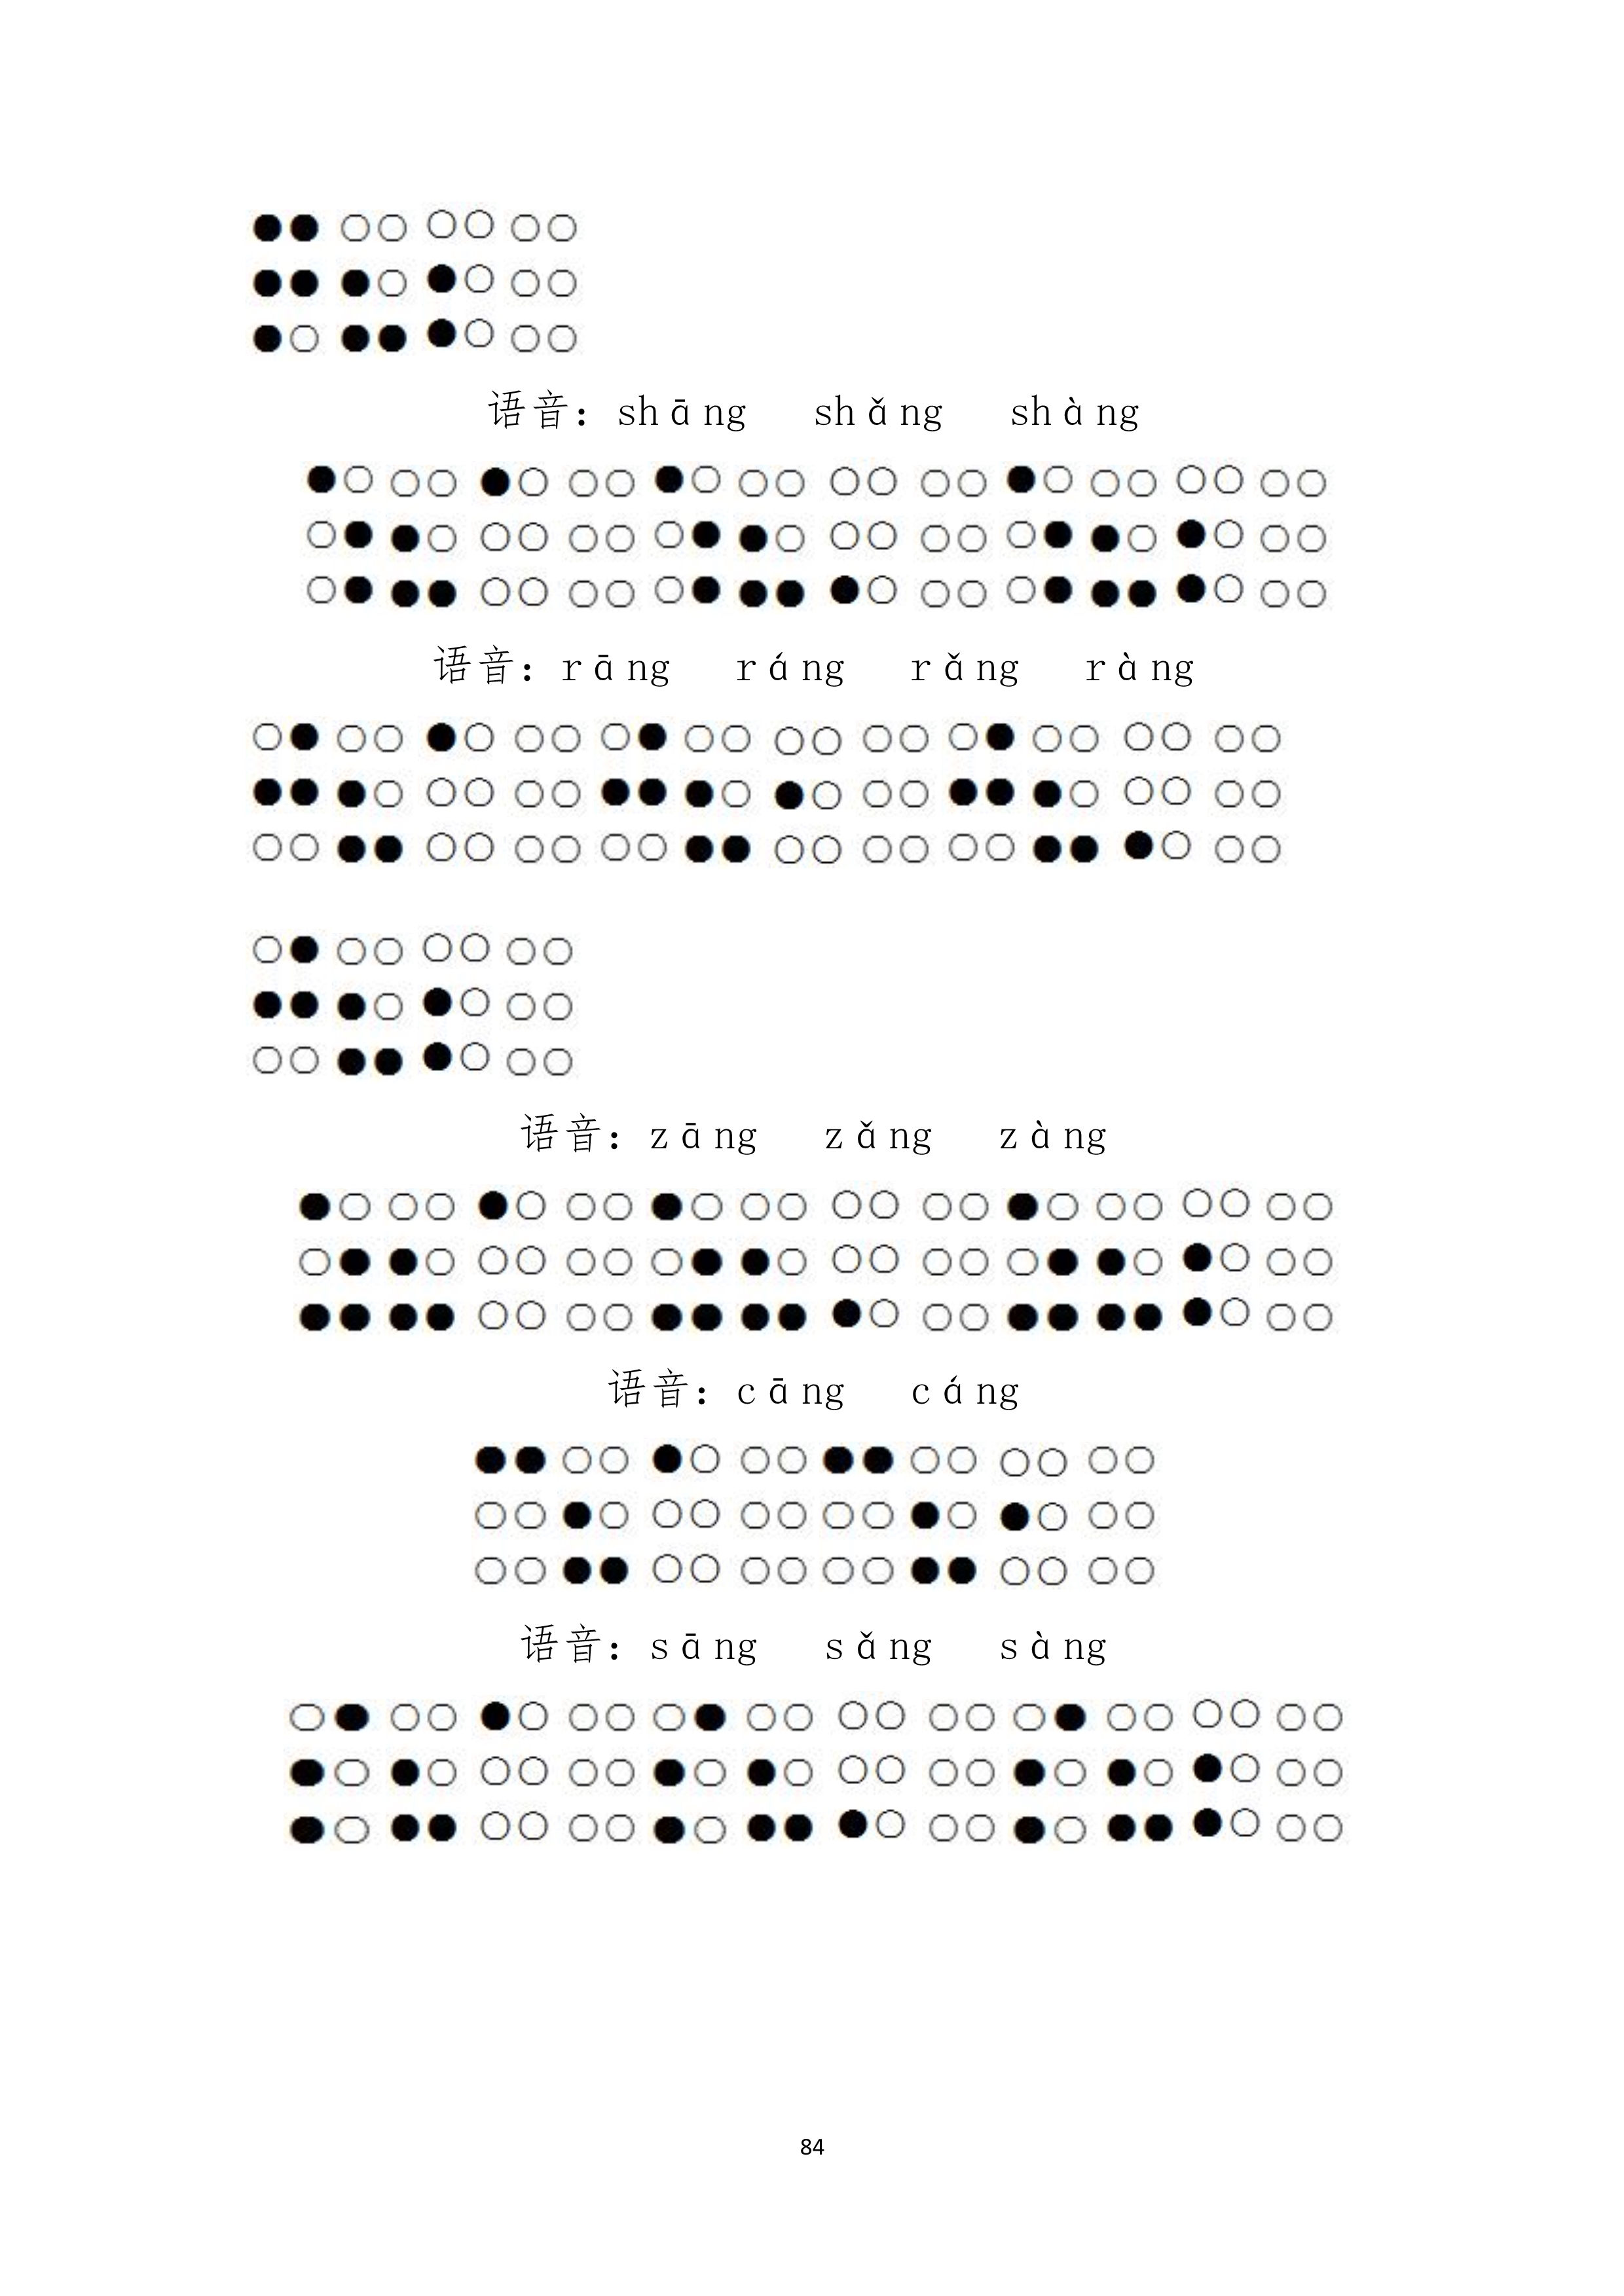 语音：shāng shǎng shàng
语音：rāng ráng rǎng ràng
语音：zāng zǎng zàng
语音：cāng cáng
语音：sāng sǎng sàng
84